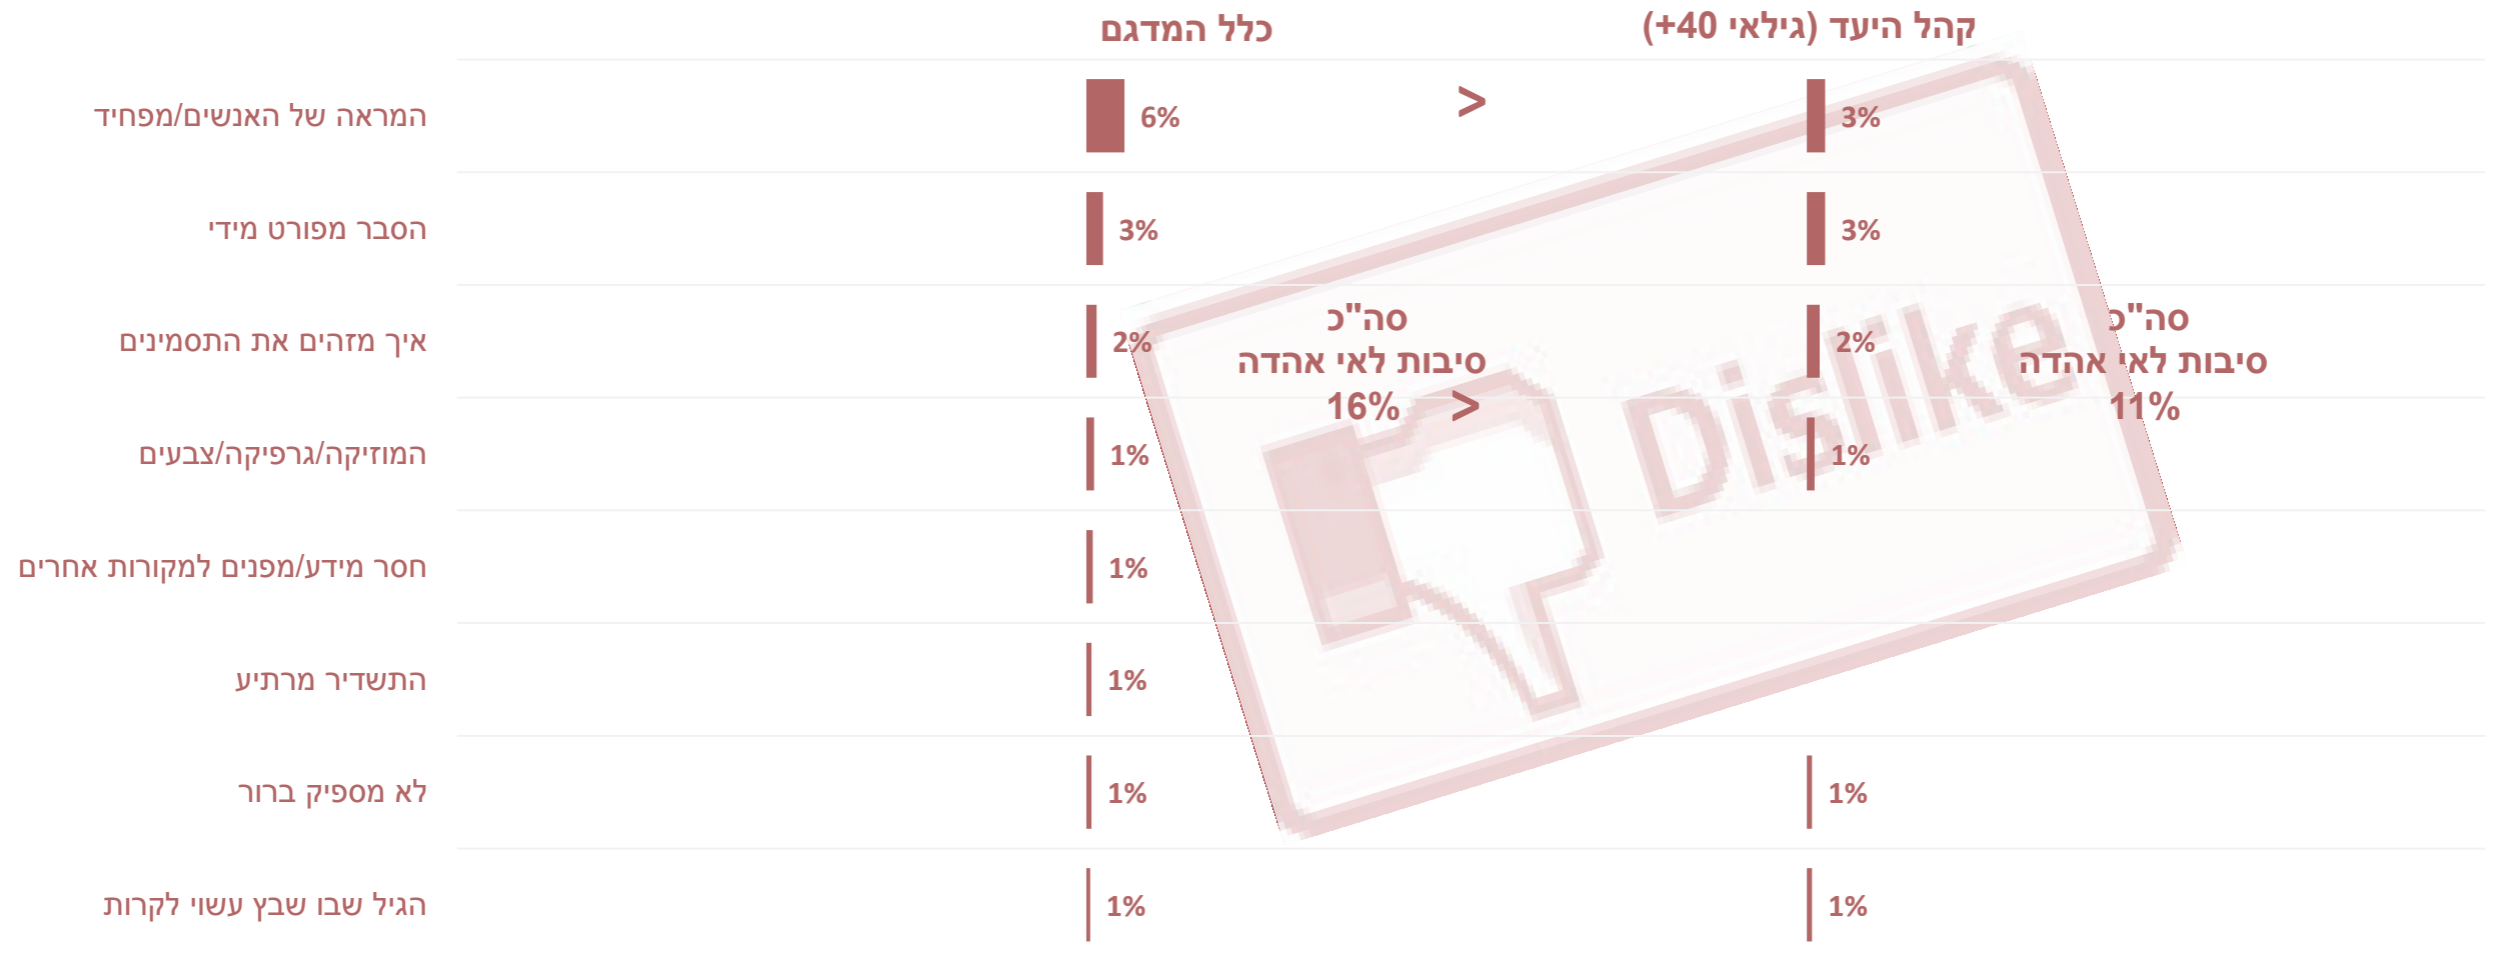 כלל המדגם
קהל היעד (גילאי 40+)
המראה של האנשים/מפחיד
6%
>
3%
הסבר מפורט מידי
3%
3%
איך מזהים את התסמינים
2%
2%
סה"כ
סיבות לאי אהדה
16%
>
סה"כ
סיבות לאי אהדה
11%
Dislike
המוזיקה/גרפיקה/צבעים
1%
1%
חסר מידע/מפנים למקורות אחרים
1%
התשדיר מרתיע
1%
לא מספיק ברור
1%
1%
הגיל שבו שבץ עשוי לקרות
1%
1%